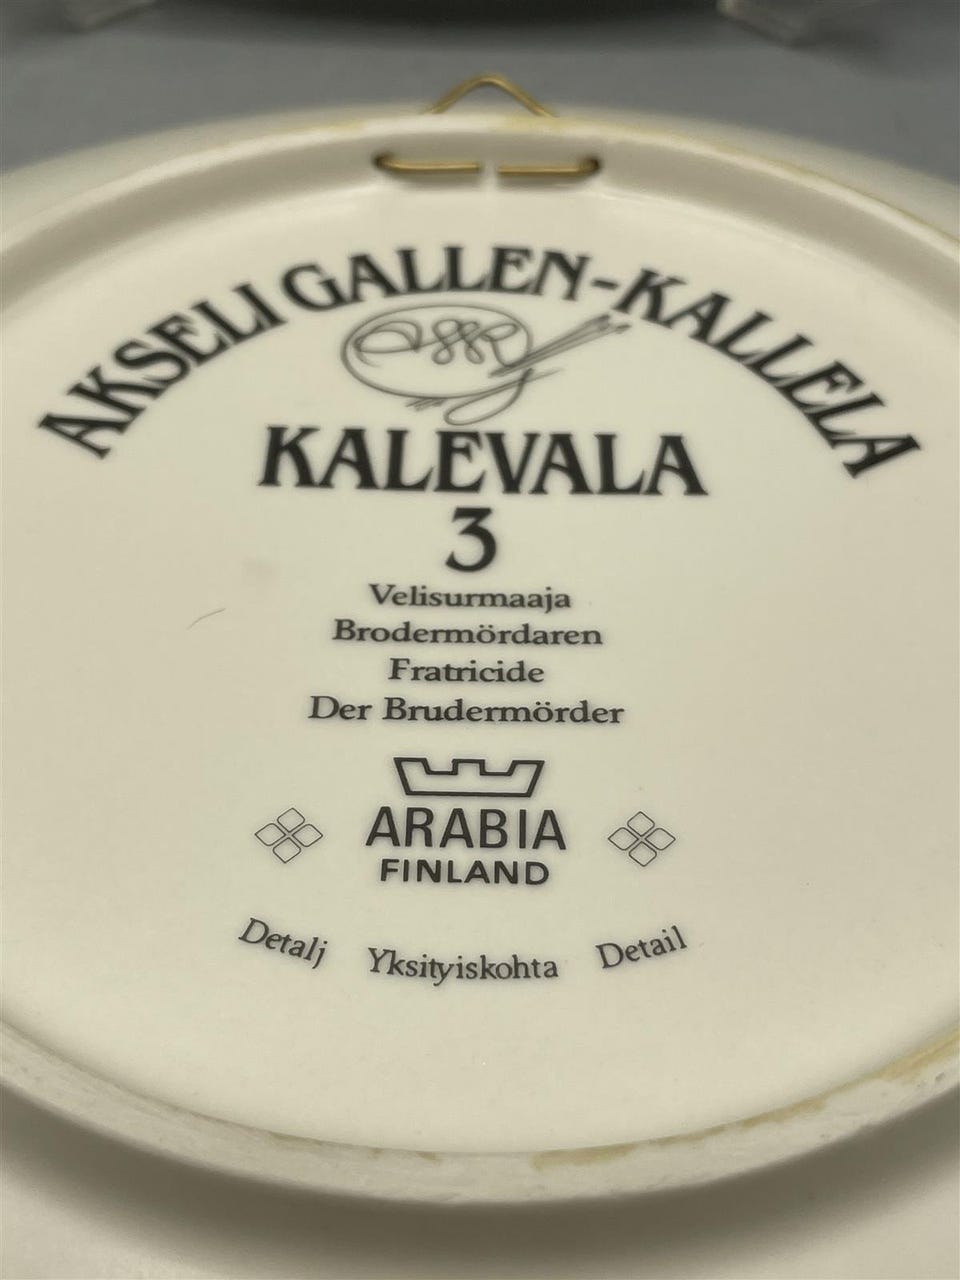 AKSELI GALLEN-KALLELA
KALEVALA
3
Velisurmaaja
Brodermördaren
Fratricide
Der Brudermörder
ARABIA
FINLAND
Detalj Yksityiskohta Detail